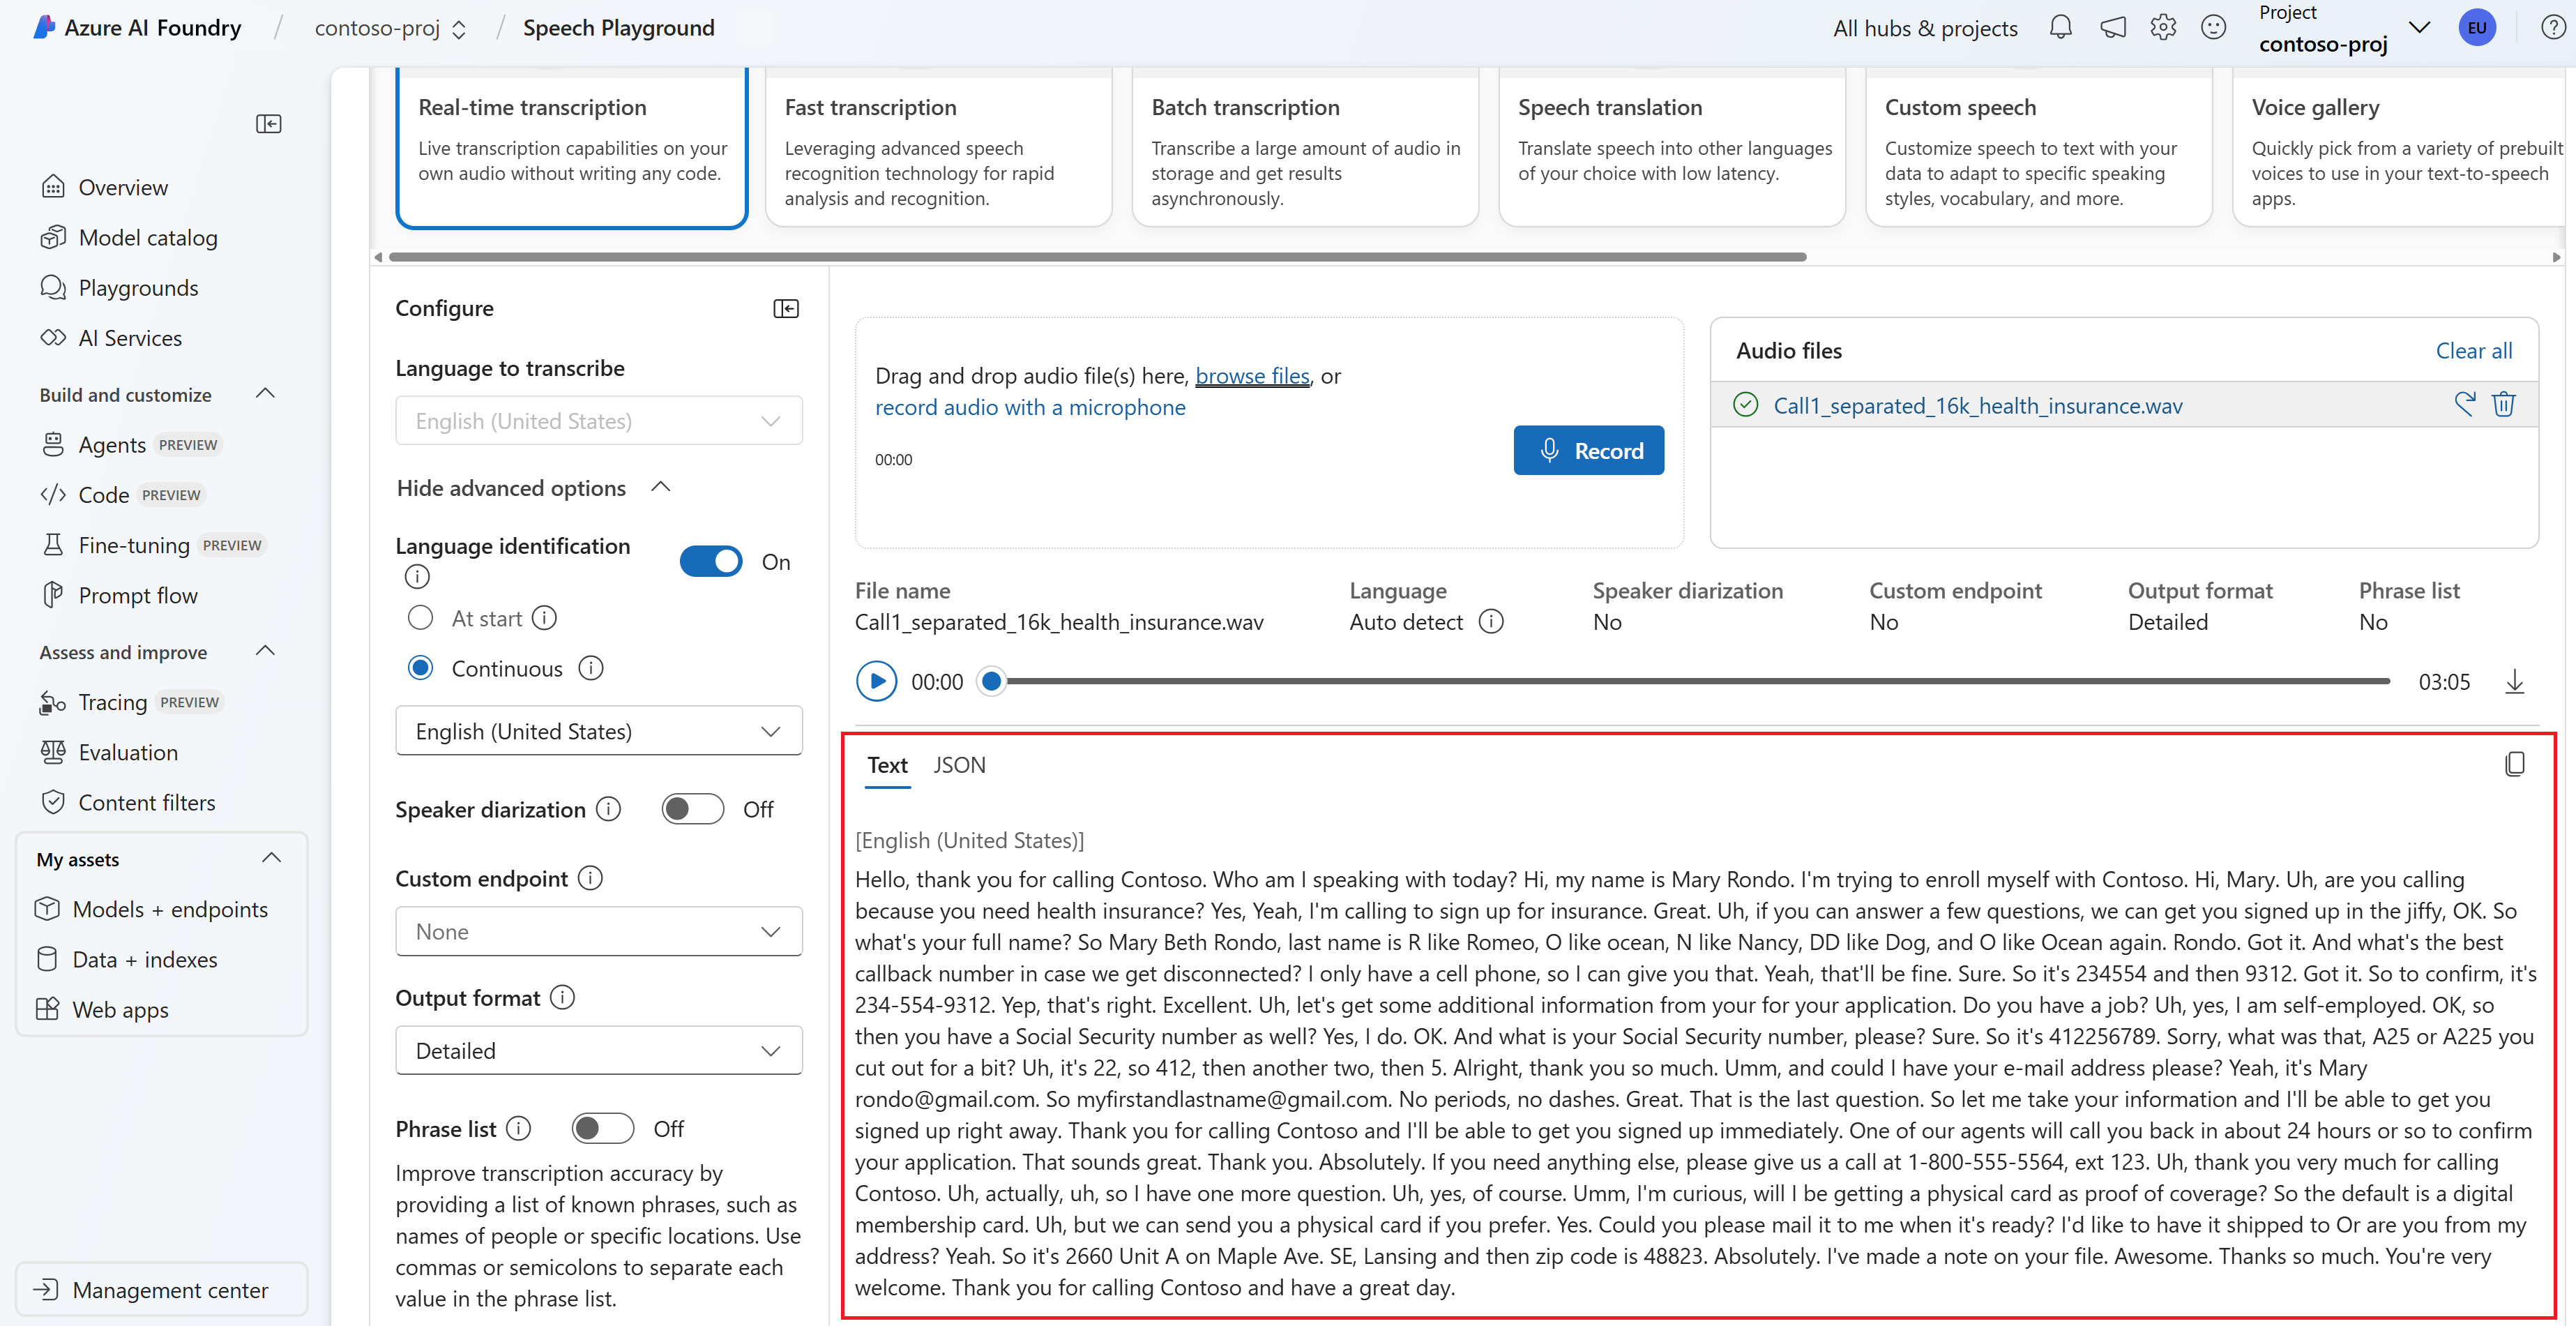 Azure AI Foundry / contoso-proj / Speech Playground
All hubs & projects
Project
contoso-proj
EU
Overview
Model catalog
Playgrounds
AI Services
Build and customize
Agents PREVIEW
Code PREVIEW
Fine-tuning PREVIEW
Prompt flow
Assess and improve
Tracing PREVIEW
Evaluation
Content filters
My assets
Models + endpoints
Data + indexes
Web apps
Management center
Real-time transcription
Live transcription capabilities on your
own audio without writing any code.
Fast transcription
Leveraging advanced speech
recognition technology for rapid
analysis and recognition.
Batch transcription
Transcribe a large amount of audio in
storage and get results
asynchronously.
Speech translation
Translate speech into other languages
of your choice with low latency.
Custom speech
Customize speech to text with your
data to adapt to specific speaking
styles, vocabulary, and more.
Voice gallery
Quickly pick from a variety of prebuilt
voices to use in your text-to-speech
apps.
Configure
Language to transcribe
English (United States)
Hide advanced options
Language identification
On
At start
Continuous
English (United States)
Speaker diarization Off
Custom endpoint
None
Output format
Detailed
Phrase list Off
Improve transcription accuracy by
providing a list of known phrases, such as
names of people or specific locations. Use
commas or semicolons to separate each
value in the phrase list.
Drag and drop audio file(s) here, browse files, or
record audio with a microphone
00:00
Record
Audio files
Clear all
Call1_separated_16k_health_insurance.wav
File name
Call1_separated_16k_health_insurance.wav
Language
Auto detect
Speaker diarization
No
Custom endpoint
No
Output format
Detailed
Phrase list
No
00:00
03:05
Text JSON
[English (United States)]
Hello, thank you for calling Contoso. Who am I speaking with today? Hi, my name is Mary Rondo. I'm trying to enroll myself with Contoso. Hi, Mary. Uh, are you calling
because you need health insurance? Yes, Yeah, I'm calling to sign up for insurance. Great. Uh, if you can answer a few questions, we can get you signed up in the jiffy, OK. So
what's your full name? So Mary Beth Rondo, last name is R like Romeo, O like ocean, N like Nancy, DD like Dog, and O like Ocean again. Rondo. Got it. And what's the best
callback number in case we get disconnected? I only have a cell phone, so I can give you that. Yeah, that'll be fine. Sure. So it's 234554 and then 9312. Got it. So to confirm, it's
234-554-9312. Yep, that's right. Excellent. Uh, let's get some additional information from your for your application. Do you have a job? Uh, yes, I am self-employed. OK, so
then you have a Social Security number as well? Yes, I do. OK. And what is your Social Security number, please? Sure. So it's 412256789. Sorry, what was that, A25 or A225 you
cut out for a bit? Uh, it's 22, so 412, then another two, then 5. Alright, thank you so much. Umm, and could I have your e-mail address please? Yeah, it's Mary
rondo@gmail.com. So myfirstandlastname@gmail.com. No periods, no dashes. Great. That is the last question. So let me take your information and I'll be able to get you
signed up right away. Thank you for calling Contoso and I'll be able to get you signed up immediately. One of our agents will call you back in about 24 hours or so to confirm
your application. That sounds great. Thank you. Absolutely. If you need anything else, please give us a call at 1-800-555-5564, ext 123. Uh, thank you very much for calling
Contoso. Uh, actually, uh, so I have one more question. Uh, yes, of course. Umm, I'm curious, will I be getting a physical card as proof of coverage? So the default is a digital
membership card. Uh, but we can send you a physical card if you prefer. Yes. Could you please mail it to me when it's ready? I'd like to have it shipped to Or are you from my
address? Yeah. So it's 2660 Unit A on Maple Ave. SE, Lansing and then zip code is 48823. Absolutely. I've made a note on your file. Awesome. Thanks so much. You're very
welcome. Thank you for calling Contoso and have a great day.